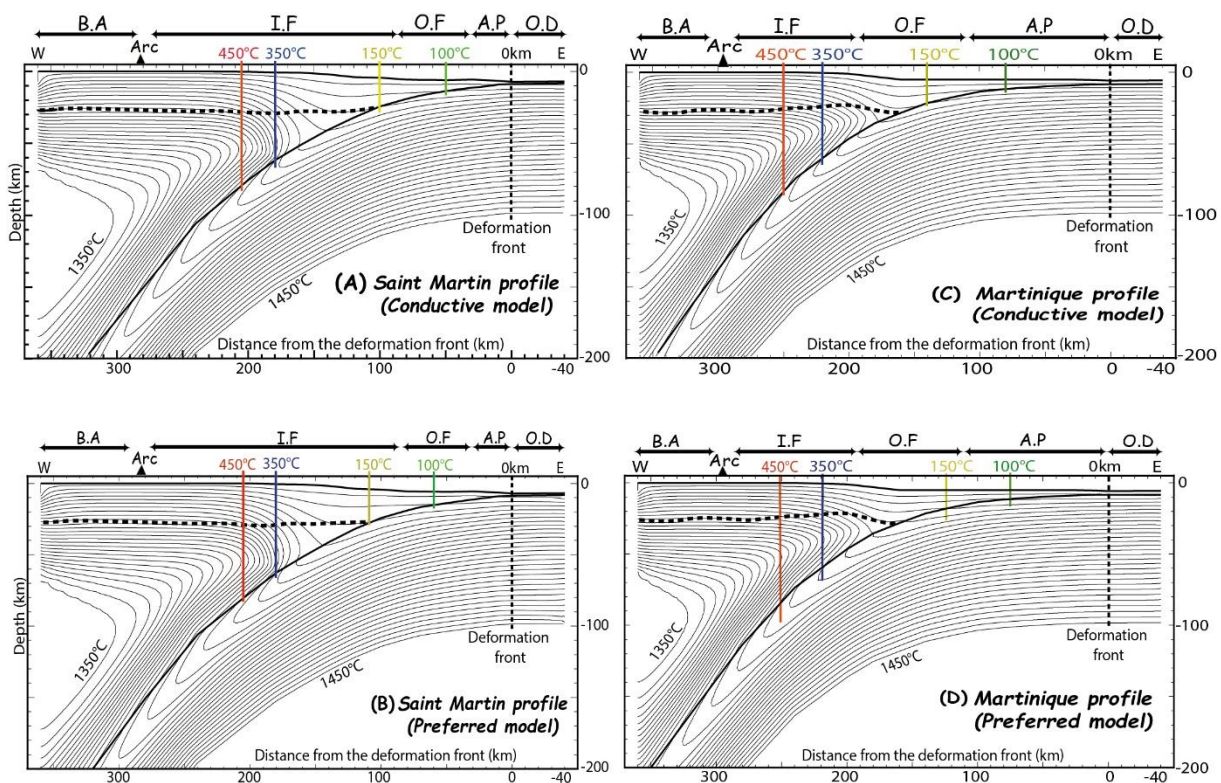 B.A I.F O.F A.P O.D
W Arc 450°C 350°C 150°C 100°C 0km E
0
-100
-200
Depth (km)
1350°C
1450°C
Deformation
front
(A) Saint Martin profile
(Conductive model)
Distance from the deformation front (km)
300 200 100 0 -40
B.A I.F O.F A.P O.D
W Arc 450°C 350°C 150°C 100°C 0km E
0
-100
-200
1350°C
1450°C
Deformation
front
(C) Martinique profile
(Conductive model)
Distance from the deformation front (km)
300 200 100 0 -40
B.A I.F O.F A.P. O.D
W Arc 450°C 350°C 150°C 100°C 0km E
0
-100
-200
Depth (km)
1350°C
1450°C
Deformation
front
(B) Saint Martin profile
(Preferred model)
Distance from the deformation front (km)
300 200 100 0 -40
B.A I.F O.F A.P O.D
W Arc 450°C 350°C 150°C 100°C 0km E
0
-100
-200
1350°C
1450°C
Deformation
front
(D) Martinique profile
(Preferred model)
Distance from the deformation front (km)
300 200 100 0 -40